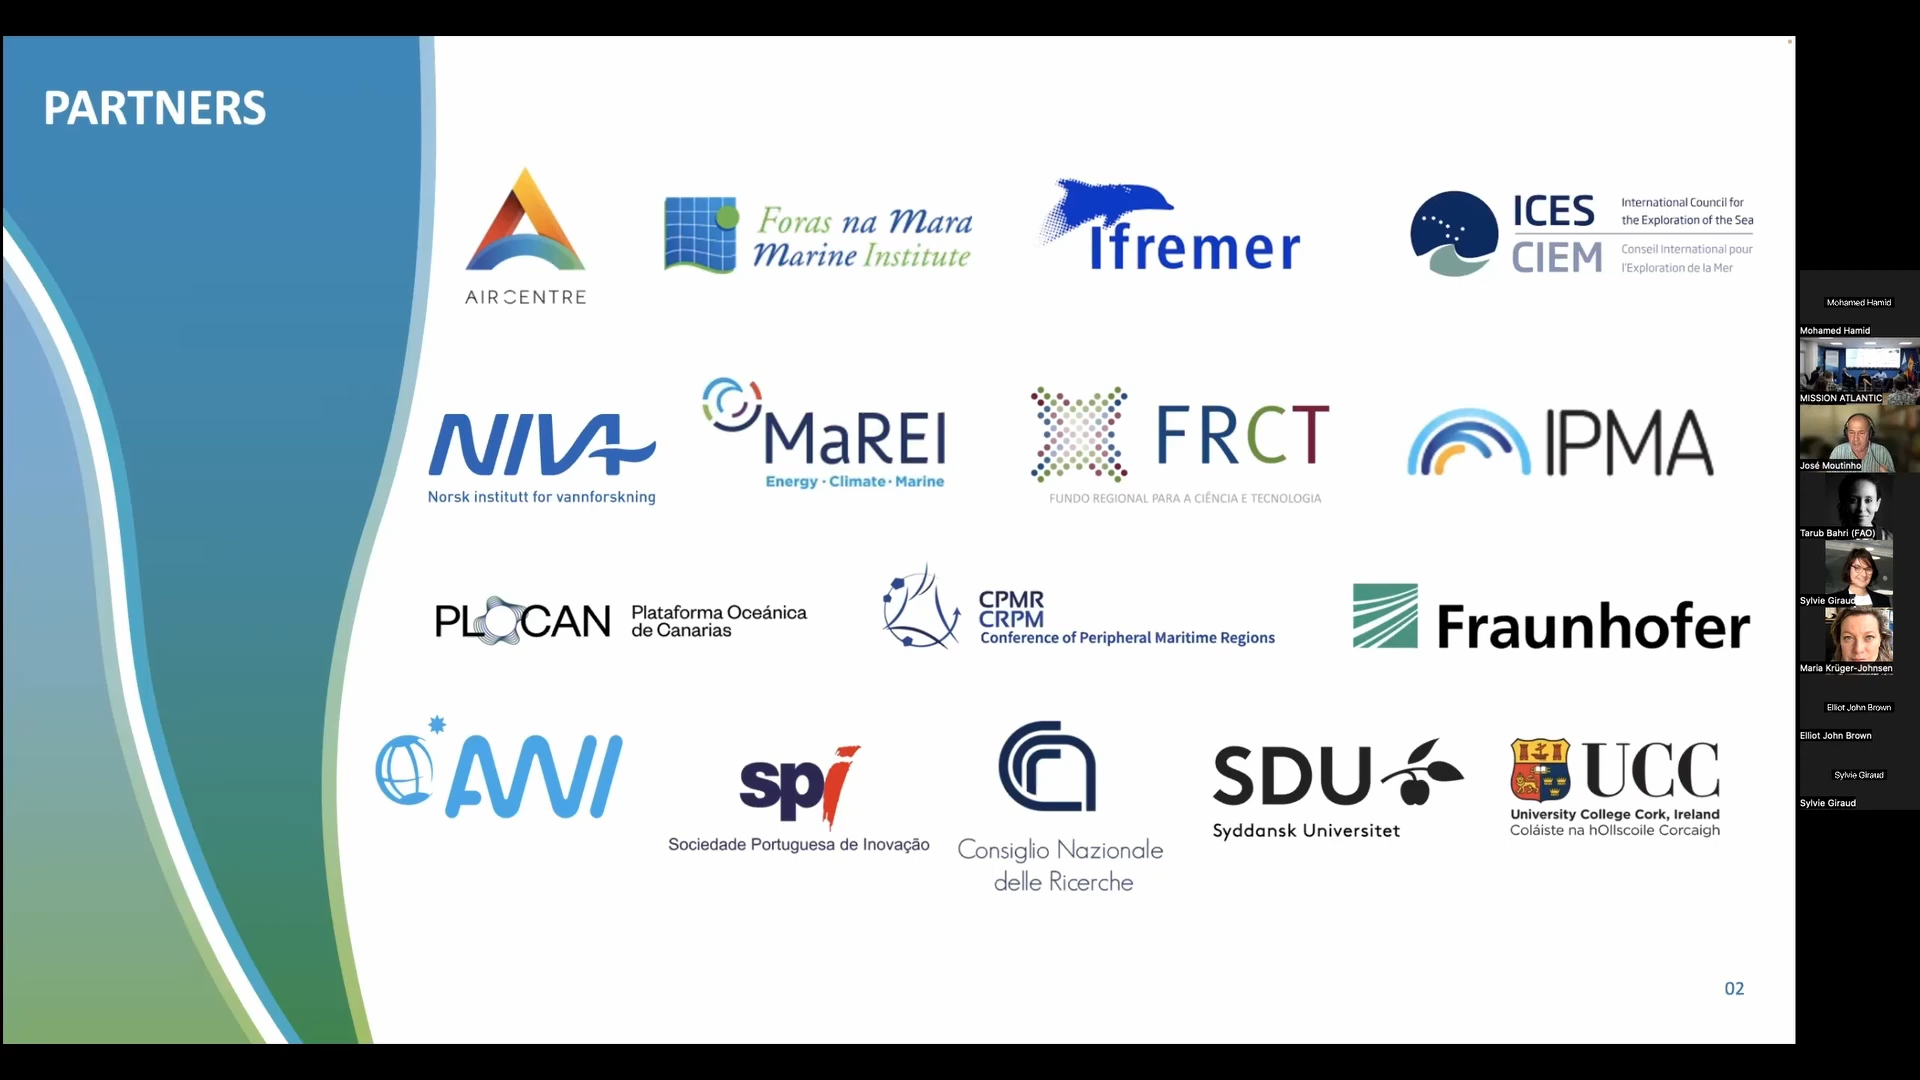 PARTNERS
AIR CENTRE
Foras na Mara
Marine Institute
Ifremer
ICES
CIEM
International Council for
the Exploration of the Sea
Conseil International pour
l'Exploration de la Mer
NIVA
Norsk institutt for vannforskning
MaREI
Energy · Climate · Marine
FRCT
FUNDO REGIONAL PARA A CIÊNCIA E TECNOLOGIA
IPMA
PLOCAN
Plataforma Oceánica
de Canarias
CPMR
CRPM
Conference of Peripheral Maritime Regions
Fraunhofer
ANI
spi
Sociedade Portuguesa de Inovação
Consiglio Nazionale
delle Ricerche
SDU
Syddansk Universitet
UCC
University College Cork, Ireland
Coláiste na hOllscoile Corcaigh
02
Mohamed Hamid
Mohamed Hamid
MISSION ATLANTIC
José Moutinho
Tarub Bahri (FAO)
Sylvie Giraud
Maria Krüger-Johnsen
Elliot John Brown
Elliot John Brown
Sylvie Giraud
Sylvie Giraud